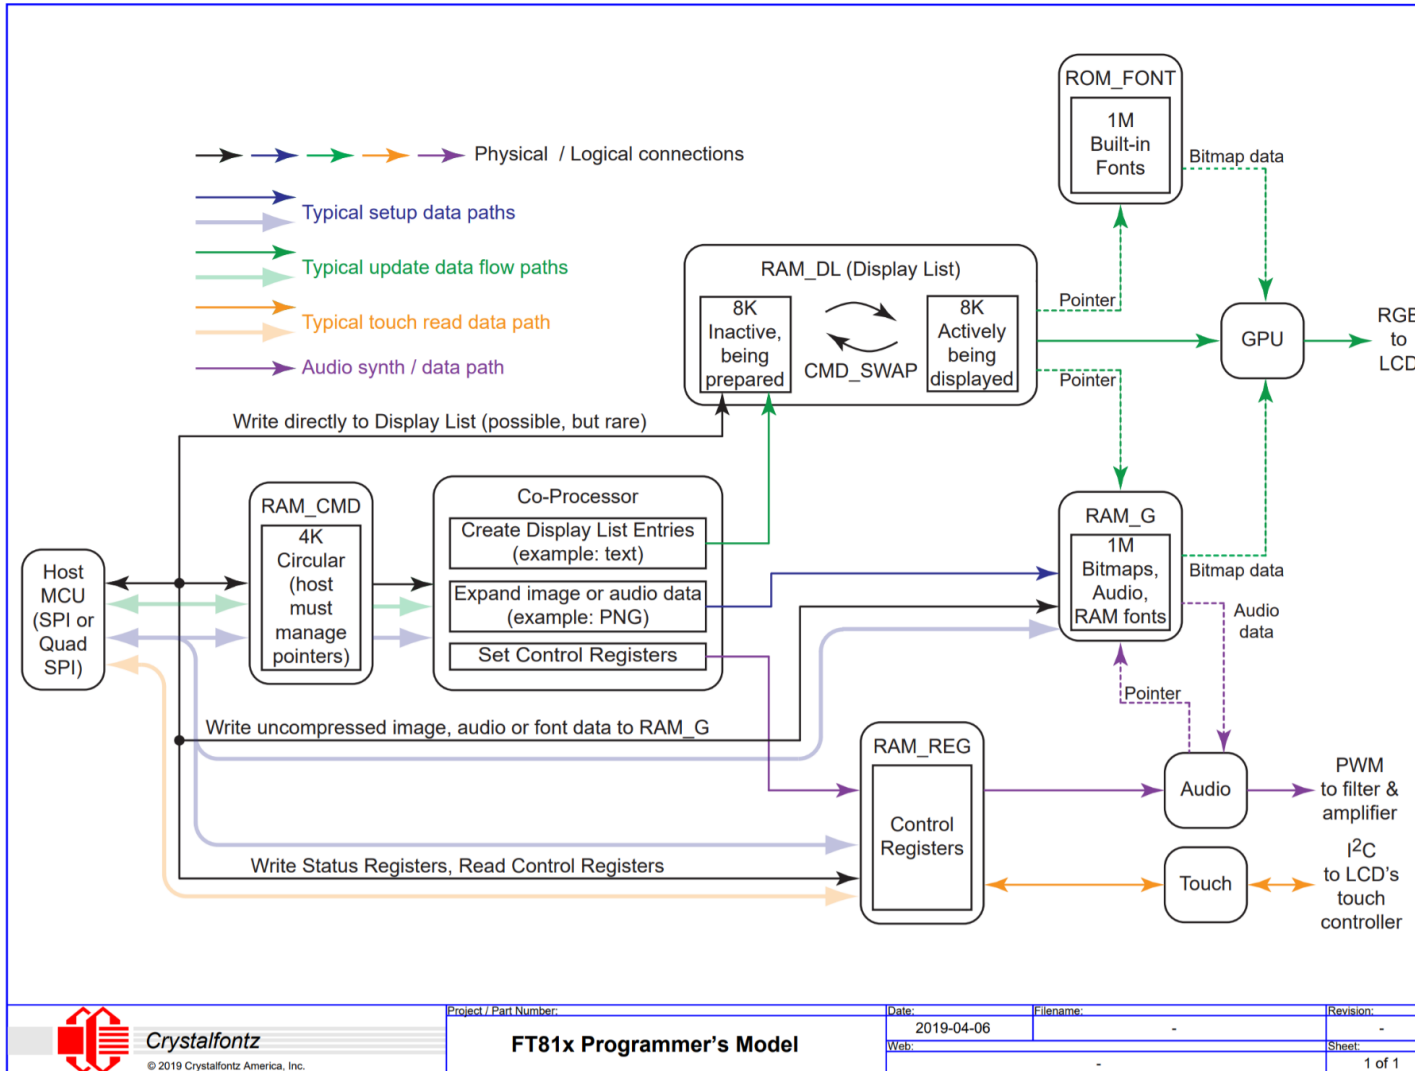 ROM_FONT
1M
Built-in
Fonts
Bitmap data
Physical / Logical connections
Typical setup data paths
Typical update data flow paths
Typical touch read data path
Audio synth / data path
RAM_DL (Display List)
8K
Inactive,
being
prepared
CMD_SWAP
8K
Actively
being
displayed
Pointer
Pointer
GPU
RGB
to
LCD
Write directly to Display List (possible, but rare)
Host
MCU
(SPI or
Quad
SPI)
RAM_CMD
4K
Circular
(host
must
manage
pointers)
Co-Processor
Create Display List Entries
(example: text)
Expand image or audio data
(example: PNG)
Set Control Registers
RAM_G
1M
Bitmaps,
Audio,
RAM fonts
Bitmap data
Audio
data
Pointer
Write uncompressed image, audio or font data to RAM_G
RAM_REG
Control
Registers
Audio
PWM
to filter &
amplifier
Write Status Registers, Read Control Registers
Touch
I²C
to LCD's
touch
controller
Crystalfontz
© 2019 Crystalfontz America, Inc.
Project / Part Number:
FT81x Programmer's Model
Date:
2019-04-06
Filename:
-
Revision:
-
Web:
-
Sheet:
1 of 1